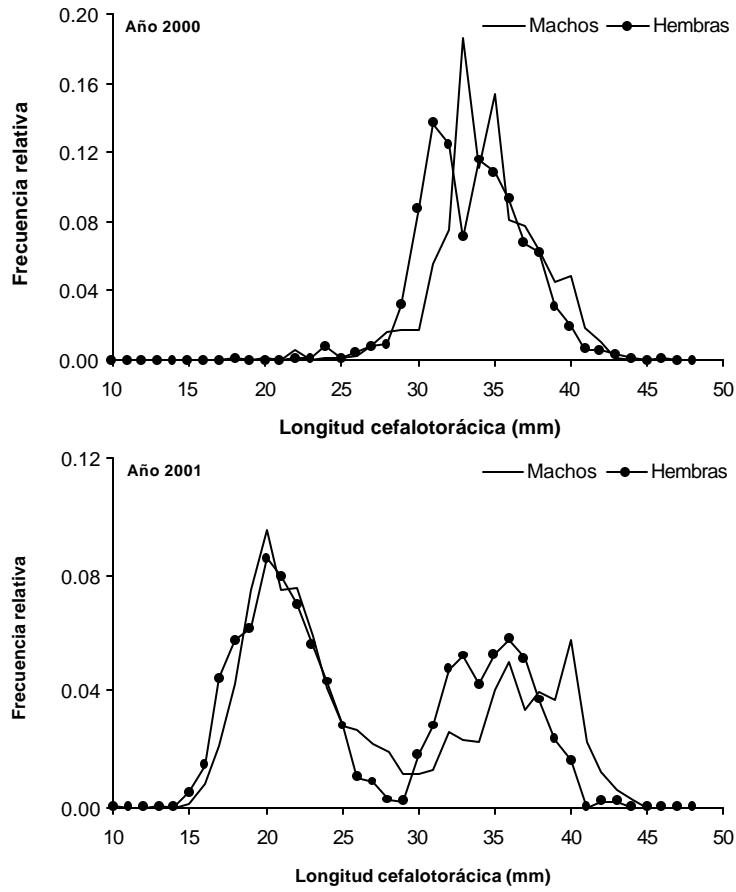 Año 2000
Machos Hembras
Frecuencia relativa
0.20
0.16
0.12
0.08
0.04
0.00
10 15 20 25 30 35 40 45 50
Longitud cefalotorácica (mm)
Año 2001
Machos Hembras
Frecuencia relativa
0.12
0.08
0.04
0.00
10 15 20 25 30 35 40 45 50
Longitud cefalotorácica (mm)